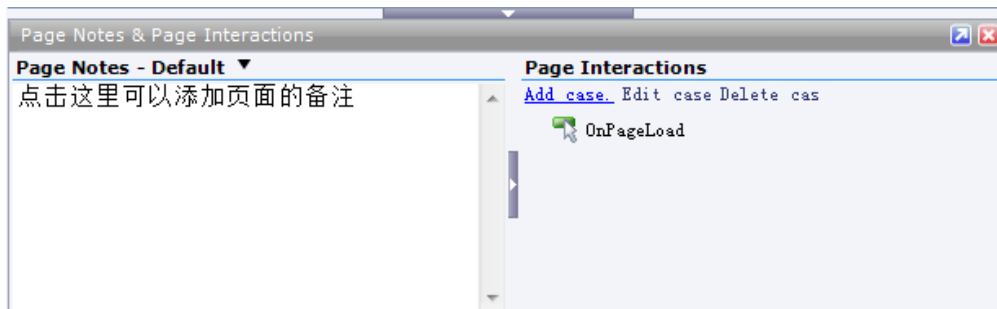 Page Notes & Page Interactions
Page Notes - Default ▼
点击这里可以添加页面的备注
Page Interactions
Add case. Edit case Delete cas
OnPageLoad